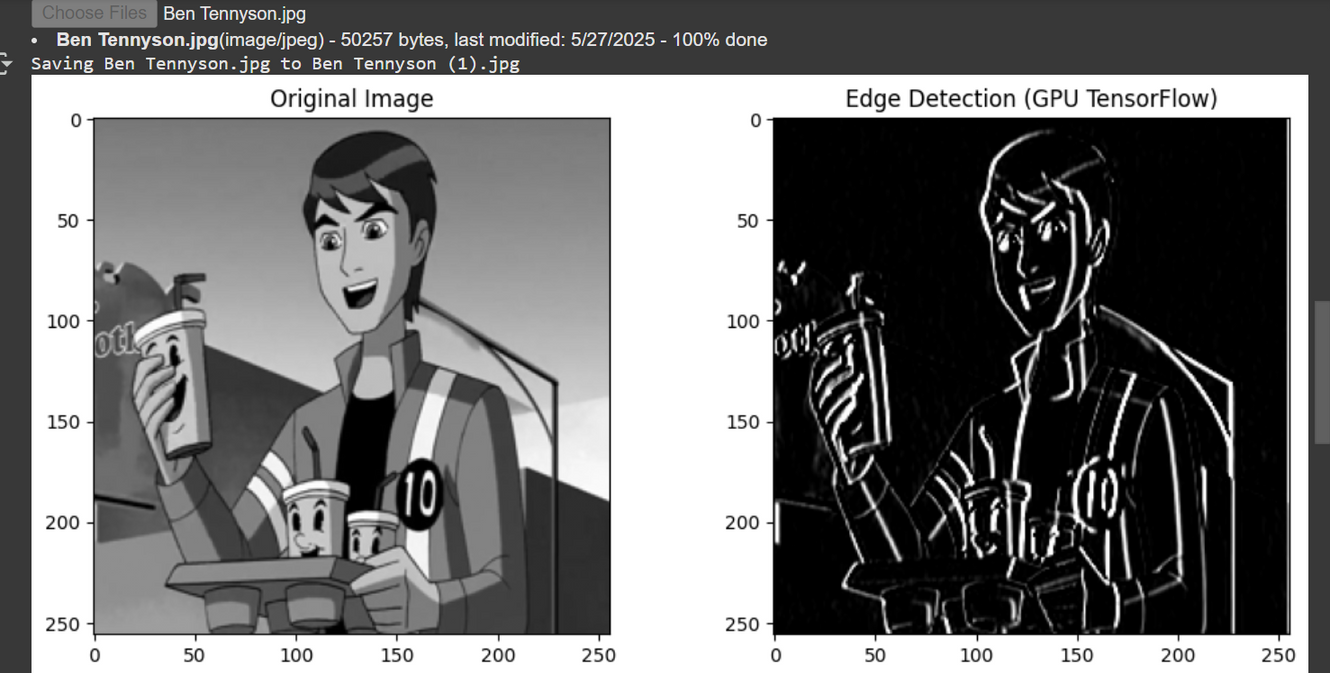 Choose Files Ben Tennyson.jpg
• Ben Tennyson.jpg(image/jpeg) - 50257 bytes, last modified: 5/27/2025 - 100% done
Saving Ben Tennyson.jpg to Ben Tennyson (1).jpg
Original Image
Edge Detection (GPU TensorFlow)
0
50
100
150
200
250
0 50 100 150 200 250
otl
10
0
50
100
150
200
250
0 50 100 150 200 250
otl
10